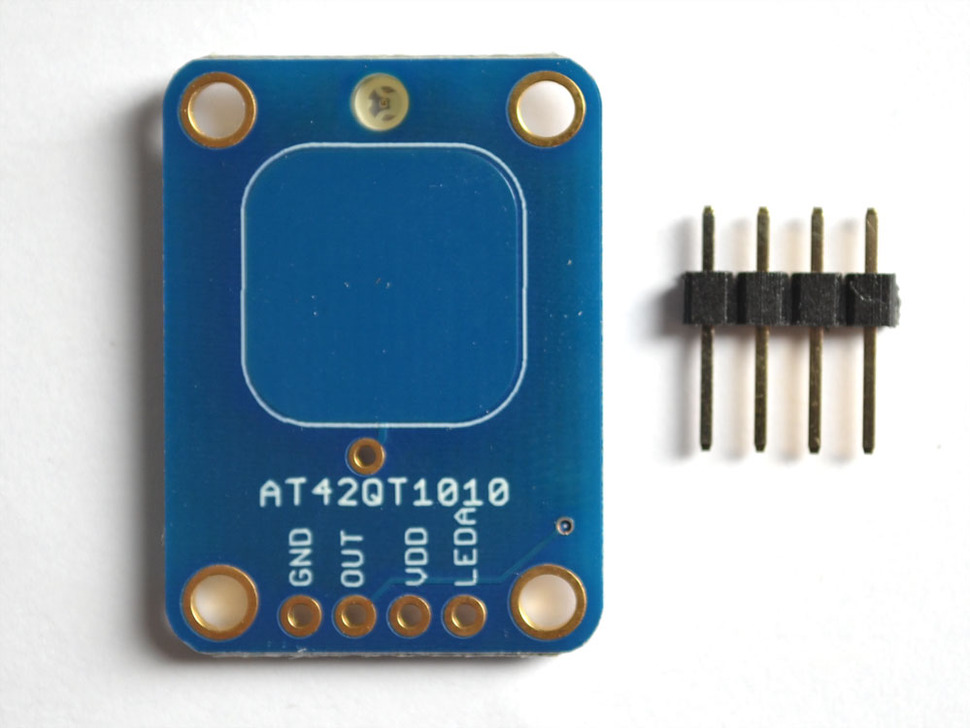 AT42QT1010
GND
OUT
VDD
LEDA